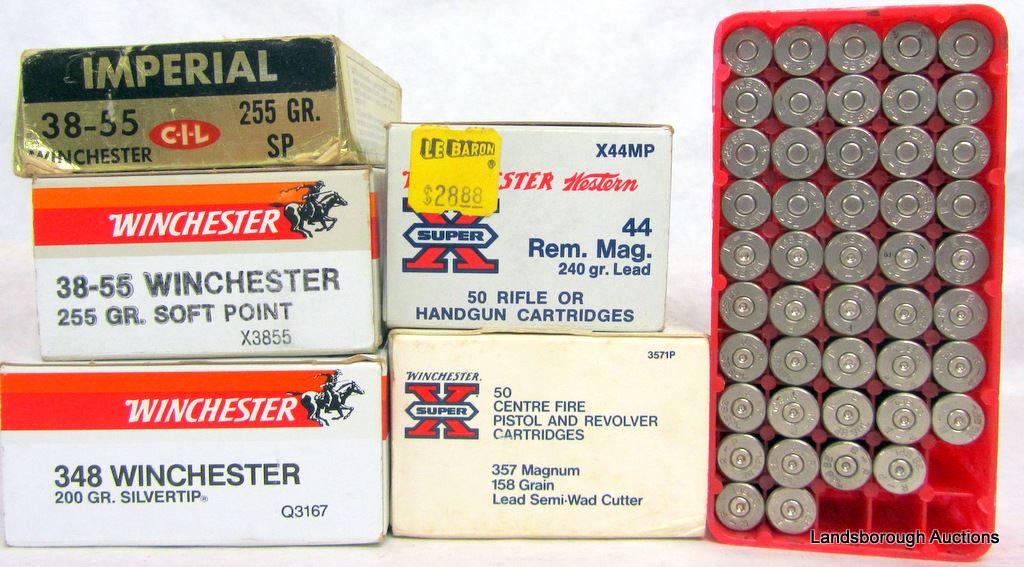 IMPERIAL
38-55 C-I-L 255 GR.
WINCHESTER SP
WINCHESTER
38-55 WINCHESTER
255 GR. SOFT POINT
X3855
WINCHESTER
348 WINCHESTER
200 GR. SILVERTIP®
Q3167
LE BARON ®
$28.88
X44MP
STER Western
SUPER X
44
Rem. Mag.
240 gr. Lead
50 RIFLE OR
HANDGUN CARTRIDGES
3571P
WINCHESTER.
SUPER X
50
CENTRE FIRE
PISTOL AND REVOLVER
CARTRIDGES
357 Magnum
158 Grain
Lead Semi-Wad Cutter
Landsborough Auctions